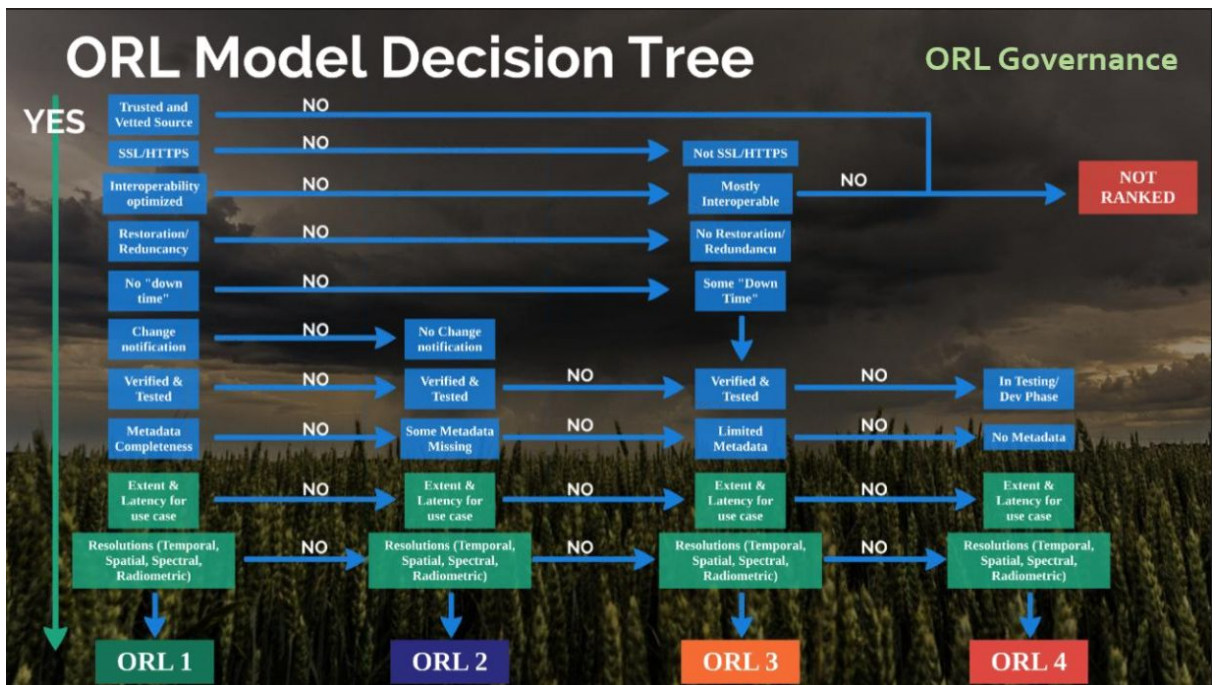 ORL Model Decision Tree
ORL Governance
YES
Trusted and
Vetted Source
NO
SSL/HTTPS
NO
Not SSL/HTTPS
Interoperability
optimized
NO
Mostly
Interoperable
NO
NOT
RANKED
Restoration/
Reduncancy
NO
No Restoration/
Redundancu
No "down
time"
NO
Some "Down
Time"
Change
notification
NO
No Change
notification
Verified &
Tested
NO
Verified &
Tested
NO
Verified &
Tested
NO
In Testing/
Dev Phase
Metadata
Completeness
NO
Some Metadata
Missing
NO
Limited
Metadata
NO
No Metadata
Extent &
Latency for
use case
NO
Extent &
Latency for
use case
NO
Extent &
Latency for
use case
NO
Extent &
Latency for
use case
Resolutions (Temporal,
Spatial, Spectral,
Radiometric)
NO
Resolutions (Temporal,
Spatial, Spectral,
Radiometric)
NO
Resolutions (Temporal,
Spatial, Spectral,
Radiometric)
NO
Resolutions (Temporal,
Spatial, Spectral,
Radiometric)
ORL 1
ORL 2
ORL 3
ORL 4